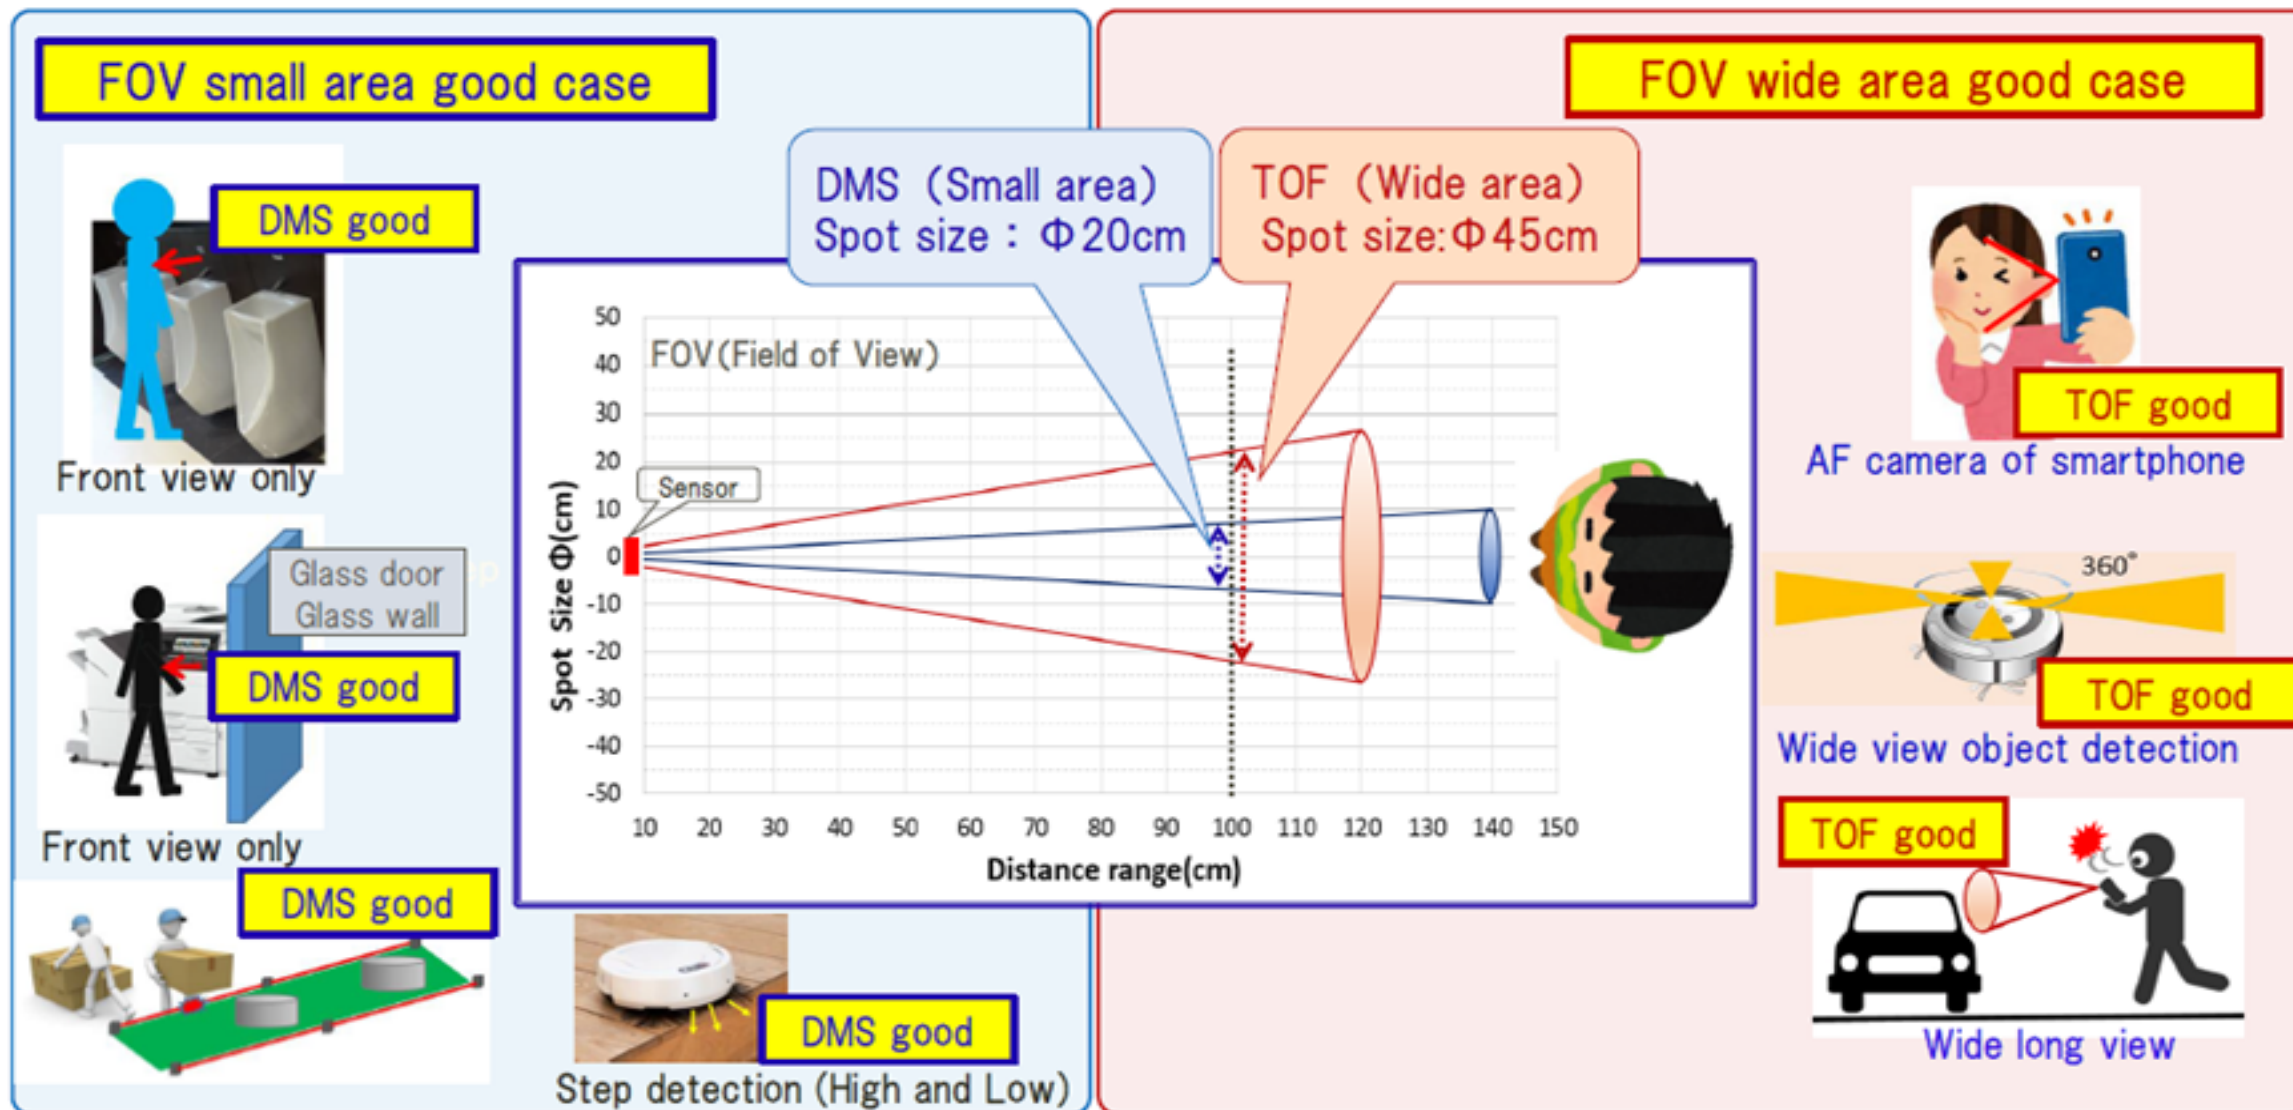 FOV small area good case
FOV wide area good case
DMS (Small area)
Spot size : Φ20cm
TOF (Wide area)
Spot size:Φ45cm
DMS good
Front view only
Glass door
Glass wall
DMS good
Front view only
DMS good
DMS good
Step detection (High and Low)
FOV(Field of View)
Sensor
Spot Size Φ(cm)
50
40
30
20
10
0
-10
-20
-30
-40
-50
10 20 30 40 50 60 70 80 90 100 110 120 130 140 150
Distance range(cm)
TOF good
AF camera of smartphone
360°
TOF good
Wide view object detection
TOF good
Wide long view